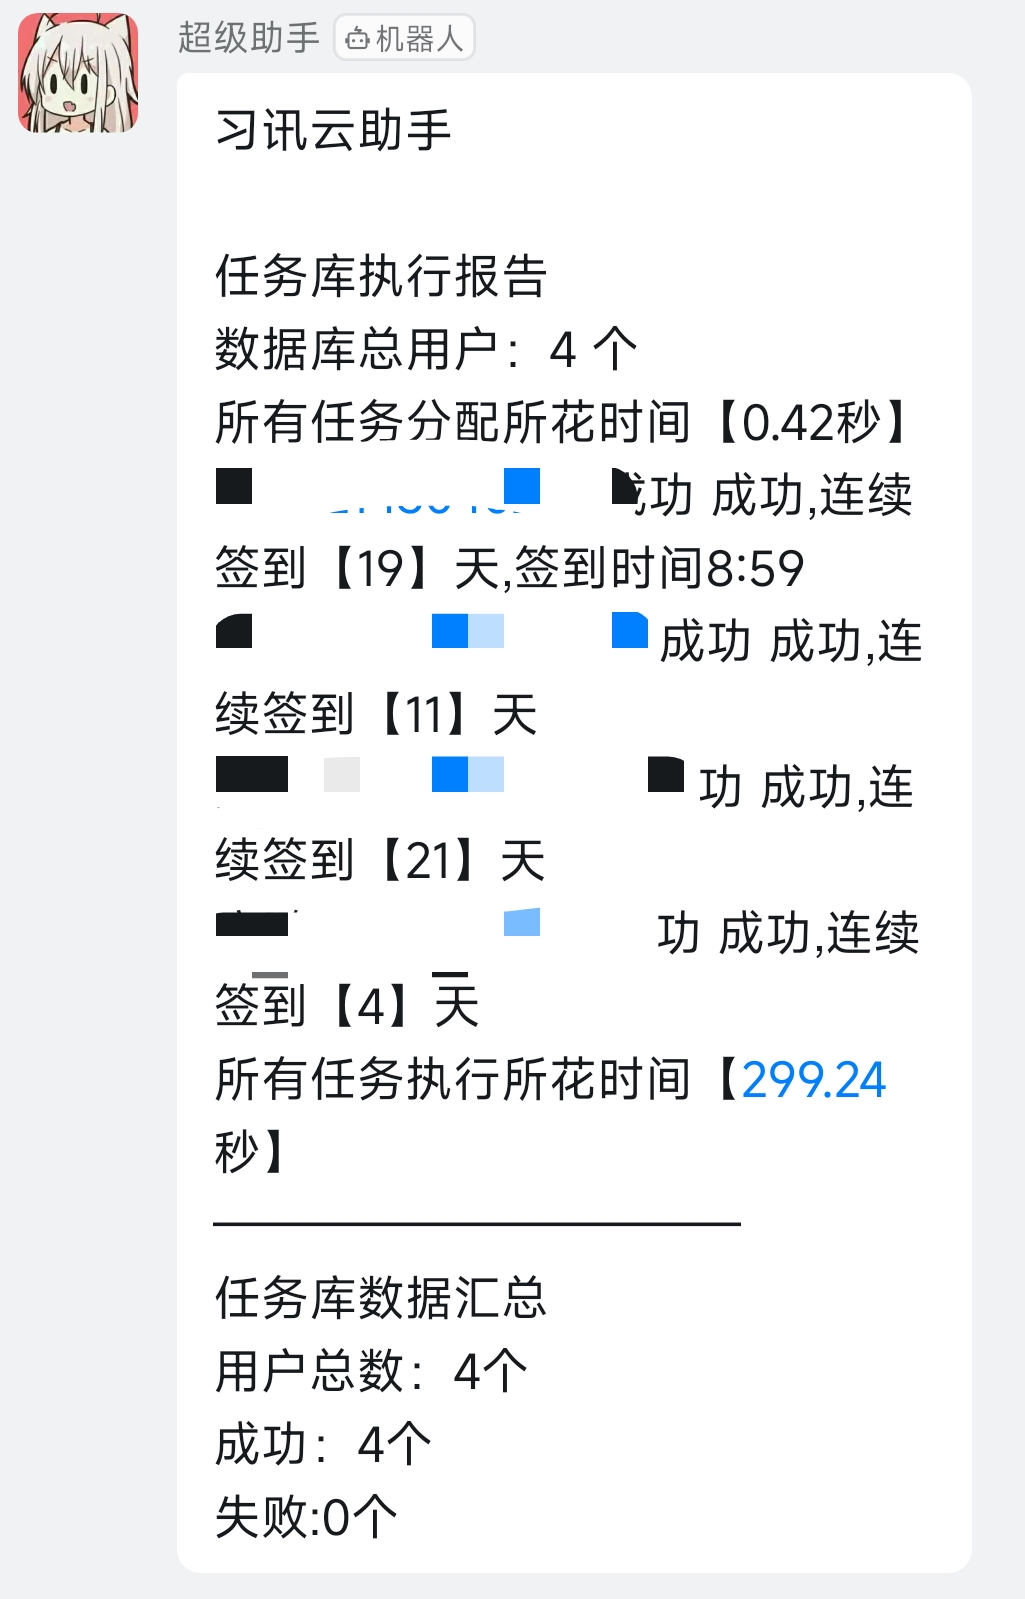 超级助手 机器人
习讯云助手
任务库执行报告
数据库总用户：4 个
所有任务分配所花时间【0.42秒】
功 成功,连续
签到【19】天,签到时间8:59
成功 成功,连
续签到【11】天
功 成功,连
续签到【21】天
功 成功,连续
签到【4】天
所有任务执行所花时间【299.24
秒】
任务库数据汇总
用户总数：4个
成功：4个
失败:0个